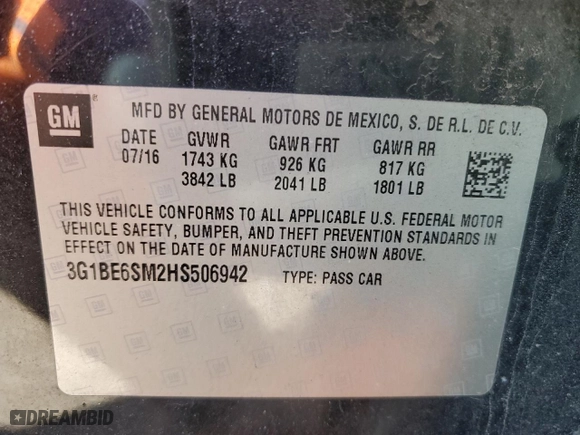 GM
MFD BY GENERAL MOTORS DE MEXICO, S. DE R.L. DE C.V.
DATE GVWR GAWR FRT GAWR RR
07/16 1743 KG 926 KG 817 KG
3842 LB 2041 LB 1801 LB
THIS VEHICLE CONFORMS TO ALL APPLICABLE U.S. FEDERAL MOTOR
VEHICLE SAFETY, BUMPER, AND THEFT PREVENTION STANDARDS IN
EFFECT ON THE DATE OF MANUFACTURE SHOWN ABOVE.
3G1BE6SM2HS506942 TYPE: PASS CAR
DREAMBID